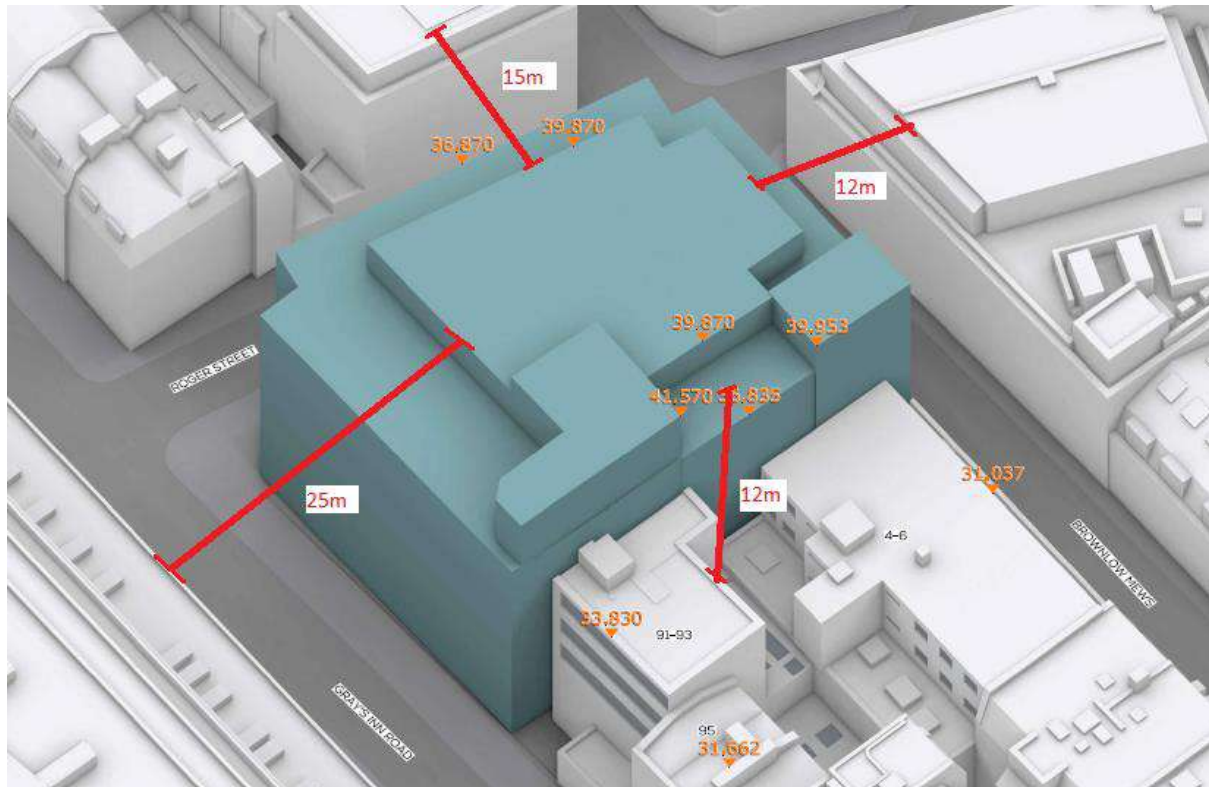 15m
39,870
36,870
12m
ROGER STREET
39,870
39,953
41,570
25m
12m
31,037
4-6
BROWNLOW MEWS
33,830
91-93
GRAY'S INN ROAD
95
31,662